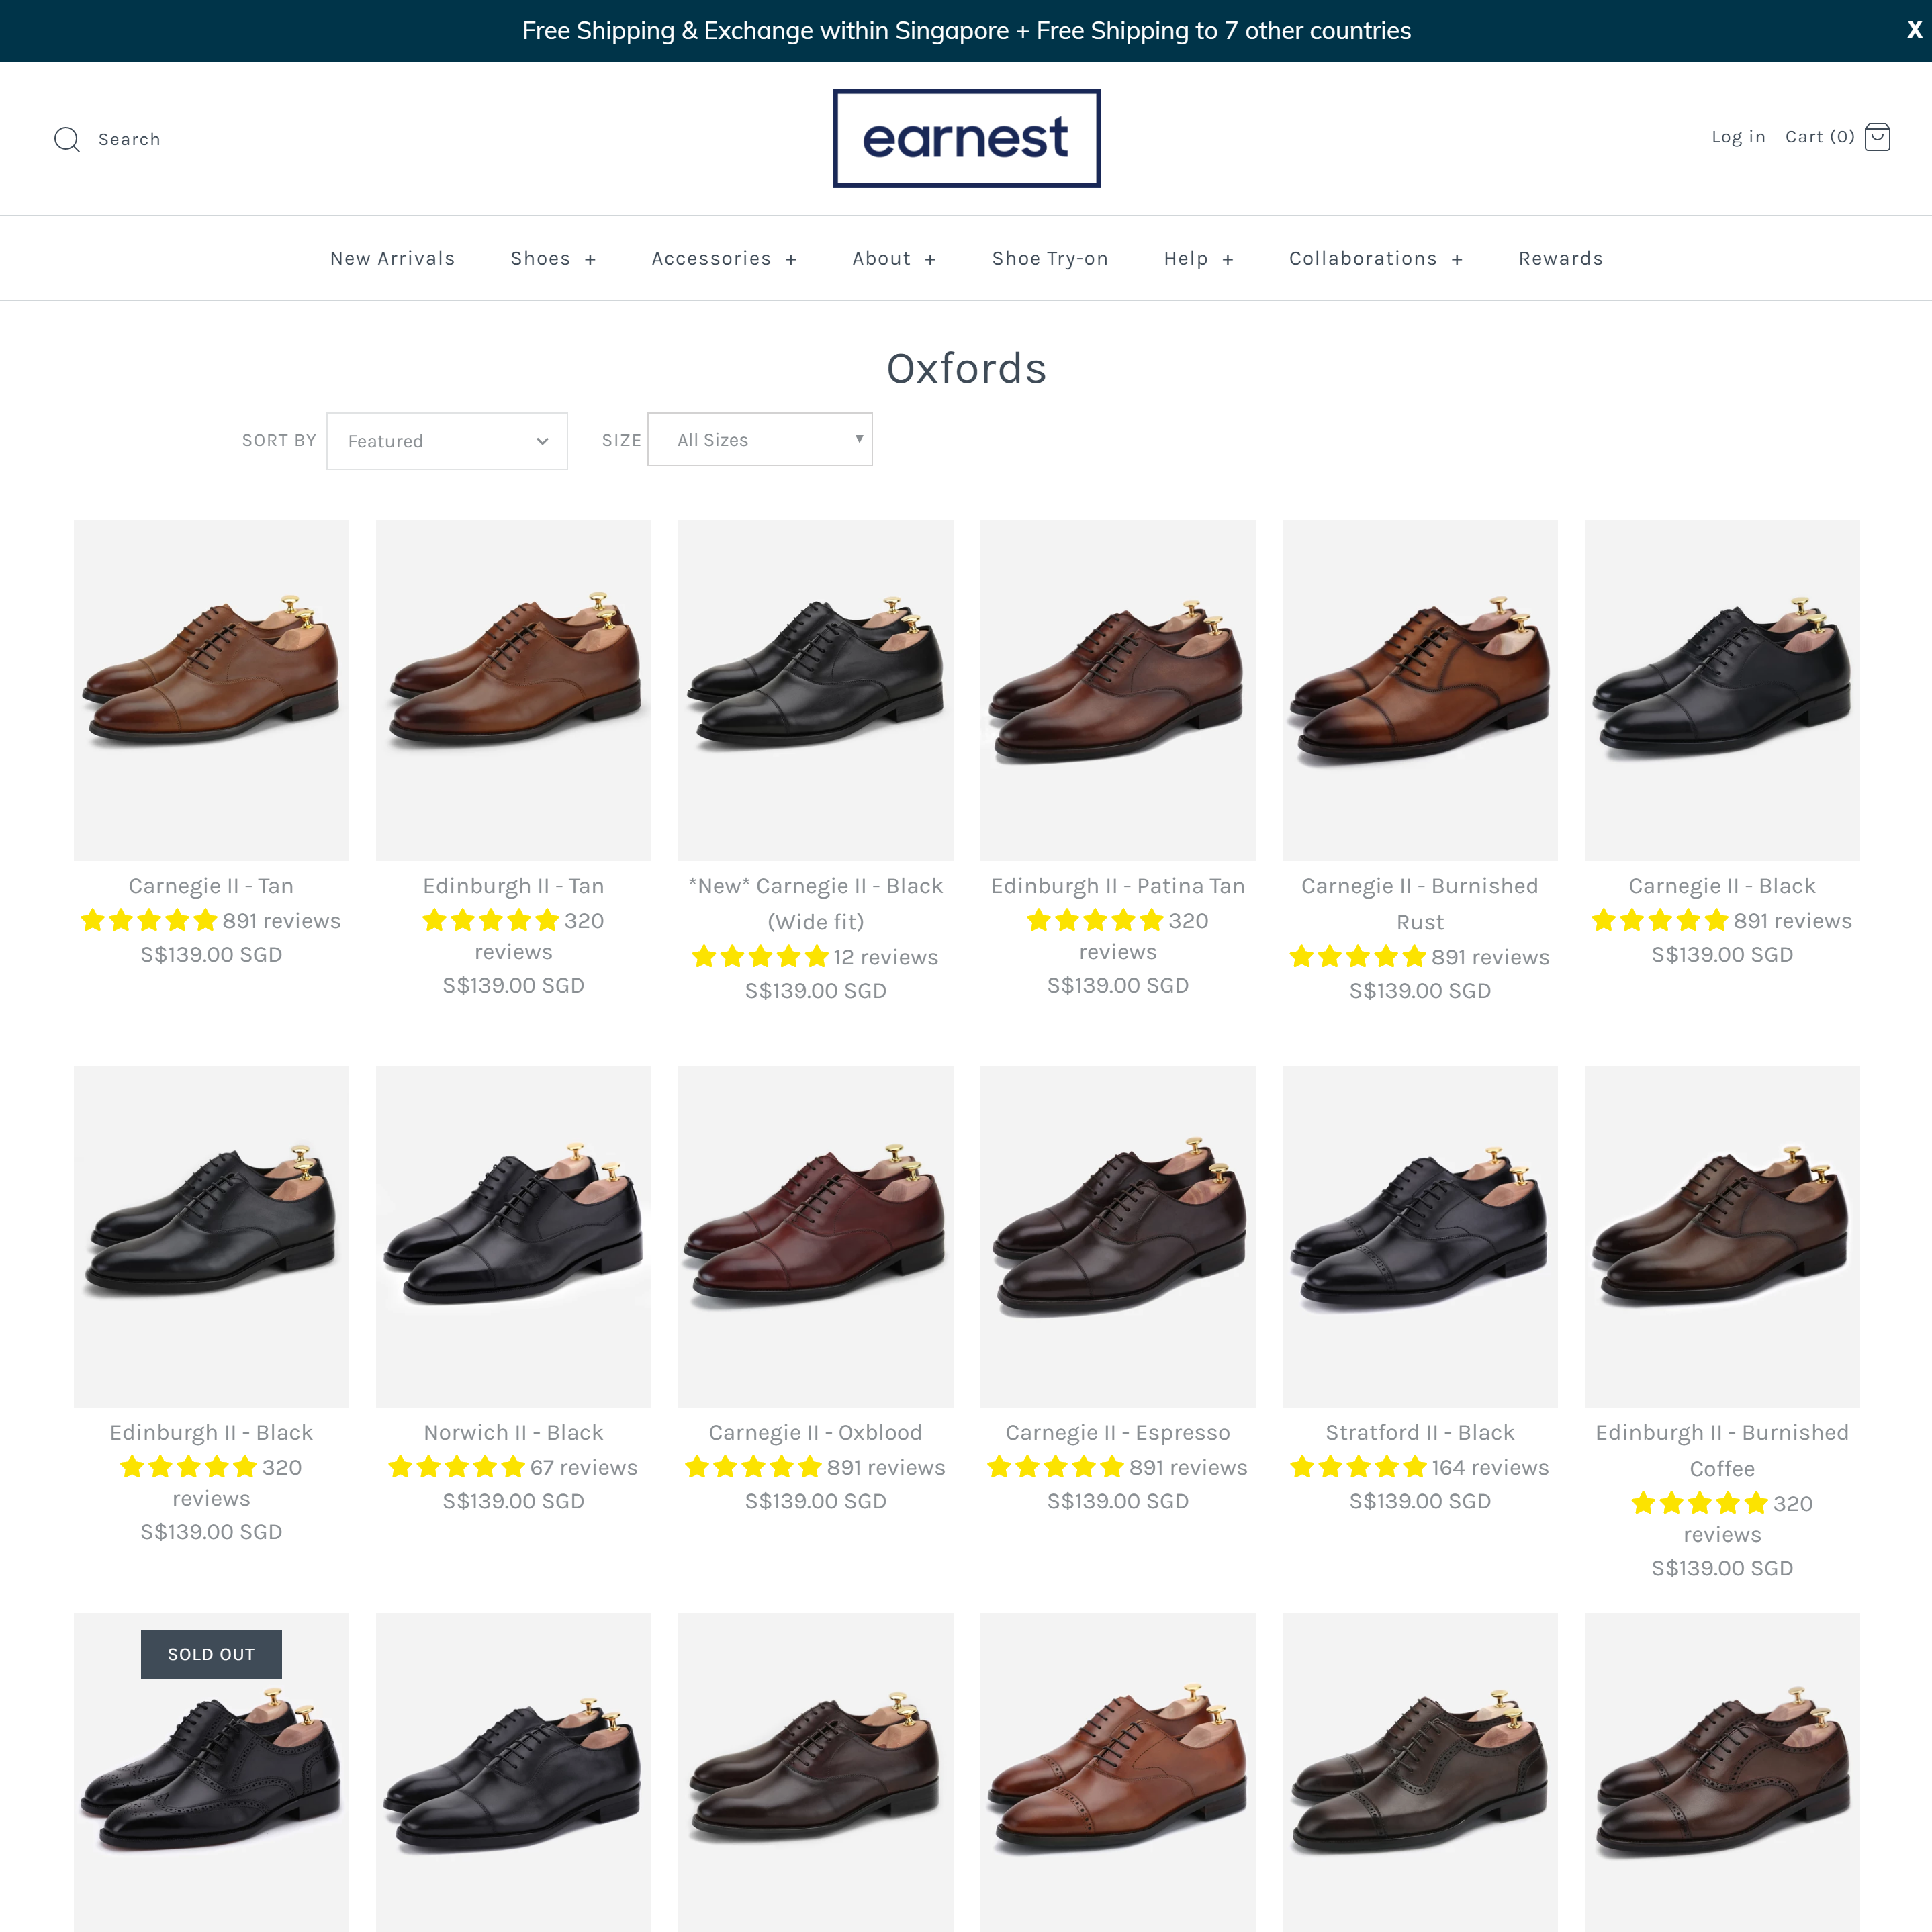 Free Shipping & Exchange within Singapore + Free Shipping to 7 other countries
X
Search
earnest
Log in
Cart (0)
New Arrivals
Shoes +
Accessories +
About +
Shoe Try-on
Help +
Collaborations +
Rewards
Oxfords
SORT BY
Featured
SIZE
All Sizes
Carnegie II - Tan
891 reviews
S$139.00 SGD
Edinburgh II - Tan
320
reviews
S$139.00 SGD
*New* Carnegie II - Black
(Wide fit)
12 reviews
S$139.00 SGD
Edinburgh II - Patina Tan
320
reviews
S$139.00 SGD
Carnegie II - Burnished
Rust
891 reviews
S$139.00 SGD
Carnegie II - Black
891 reviews
S$139.00 SGD
Edinburgh II - Black
320
reviews
S$139.00 SGD
Norwich II - Black
67 reviews
S$139.00 SGD
Carnegie II - Oxblood
891 reviews
S$139.00 SGD
Carnegie II - Espresso
891 reviews
S$139.00 SGD
Stratford II - Black
164 reviews
S$139.00 SGD
Edinburgh II - Burnished
Coffee
320
reviews
S$139.00 SGD
SOLD OUT